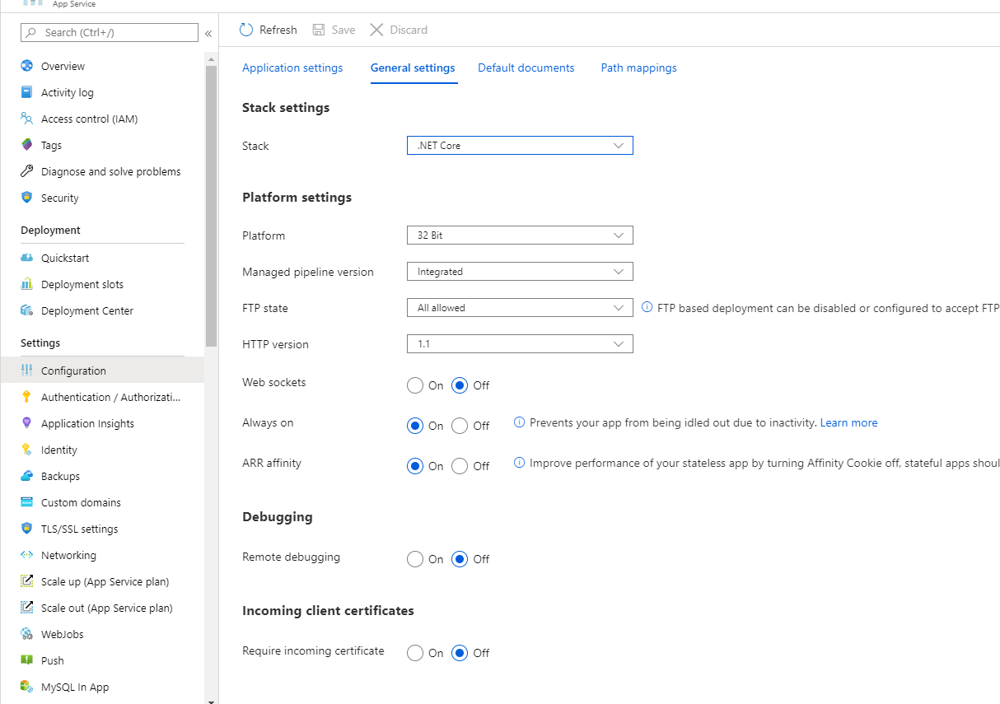 App Service
Search (Ctrl+/)
«
Overview
Activity log
Access control (IAM)
Tags
Diagnose and solve problems
Security
Deployment
Quickstart
Deployment slots
Deployment Center
Settings
Configuration
Authentication / Authorizati...
Application Insights
Identity
Backups
Custom domains
TLS/SSL settings
Networking
Scale up (App Service plan)
Scale out (App Service plan)
WebJobs
Push
MySQL In App
Refresh Save Discard
Application settings General settings Default documents Path mappings
Stack settings
Stack .NET Core
Platform settings
Platform 32 Bit
Managed pipeline version Integrated
FTP state All allowed FTP based deployment can be disabled or configured to accept FTP
HTTP version 1.1
Web sockets On Off
Always on On Off Prevents your app from being idled out due to inactivity. Learn more
ARR affinity On Off Improve performance of your stateless app by turning Affinity Cookie off, stateful apps shoul
Debugging
Remote debugging On Off
Incoming client certificates
Require incoming certificate On Off